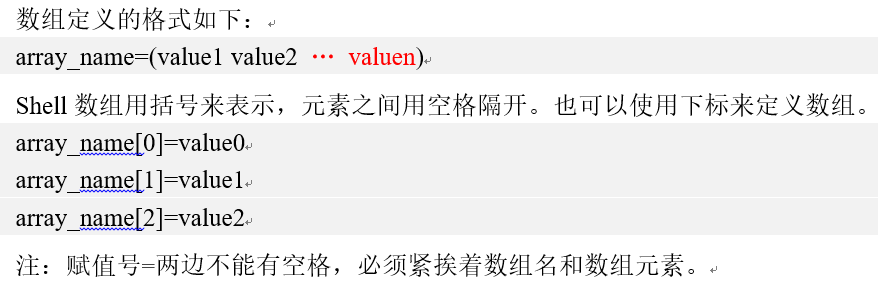 数组定义的格式如下：
array_name=(value1 value2 … valuen)
Shell 数组用括号来表示，元素之间用空格隔开。也可以使用下标来定义数组。
array_name[0]=value0
array_name[1]=value1
array_name[2]=value2
注：赋值号=两边不能有空格，必须紧挨着数组名和数组元素。